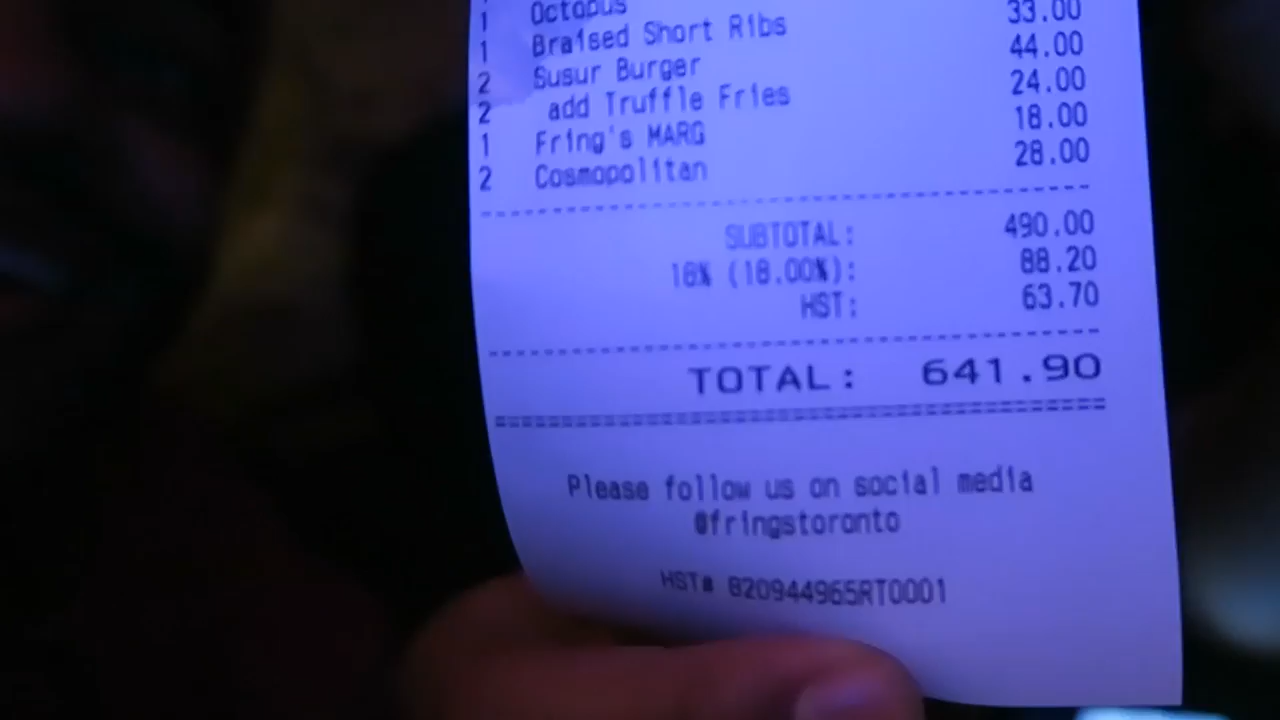 1 Octopus
1 Braised Short Ribs 33.00
2 Susur Burger 44.00
2 add Truffle Fries 24.00
1 Fring's MARG 18.00
2 Cosmopolitan 28.00
SUBTOTAL: 490.00
18% (18.00%): 88.20
HST: 63.70
TOTAL: 641.90
Please follow us on social media
@fringstoronto
HST# 820944965RT0001